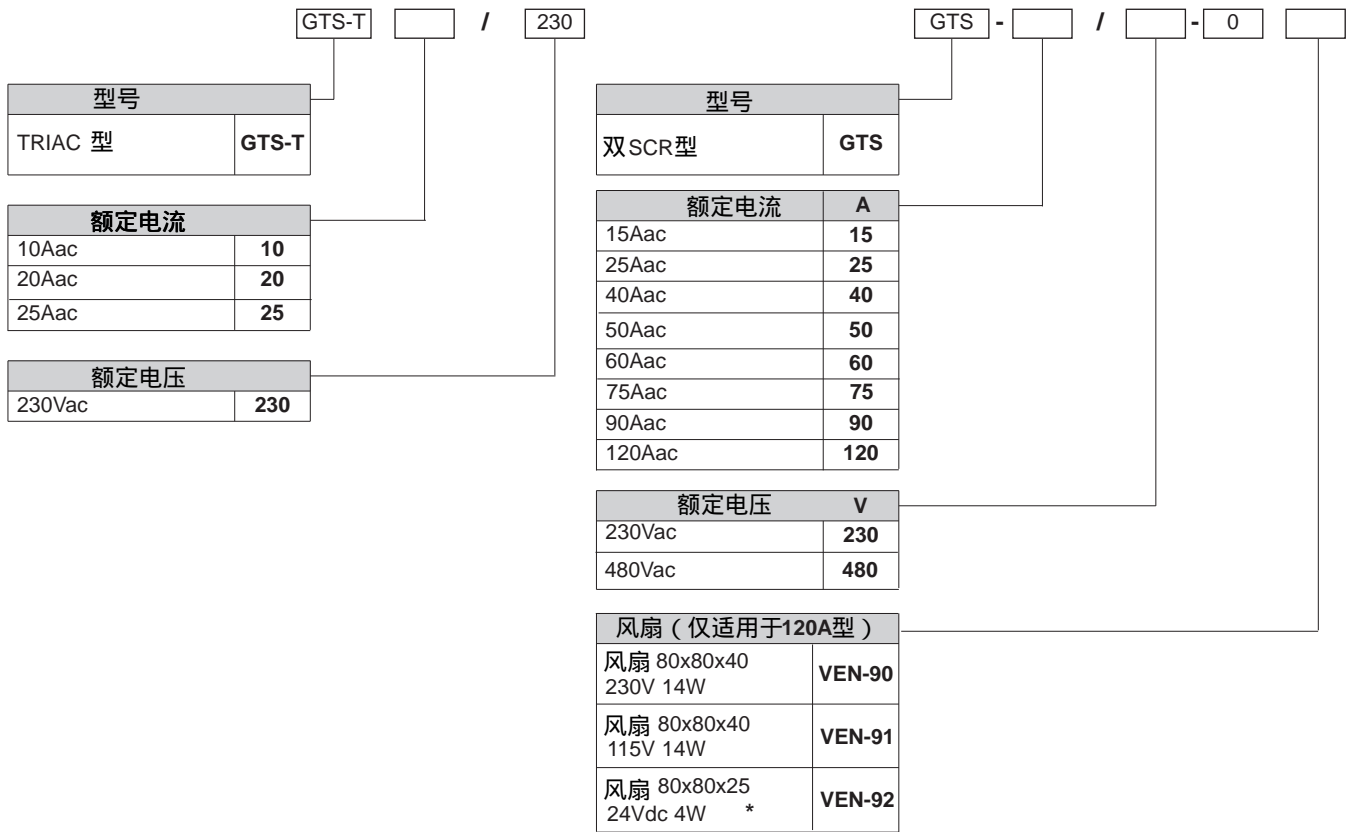 GTS-T / 230
型号
TRIAC 型 GTS-T
额定电流
10Aac 10
20Aac 20
25Aac 25
额定电压
230Vac 230
GTS - / - 0
型号
双SCR型 GTS
额定电流 A
15Aac 15
25Aac 25
40Aac 40
50Aac 50
60Aac 60
75Aac 75
90Aac 90
120Aac 120
额定电压 V
230Vac 230
480Vac 480
风扇（仅适用于120A型）
风扇 80x80x40
230V 14W VEN-90
风扇 80x80x40
115V 14W VEN-91
风扇 80x80x25
24Vdc 4W * VEN-92